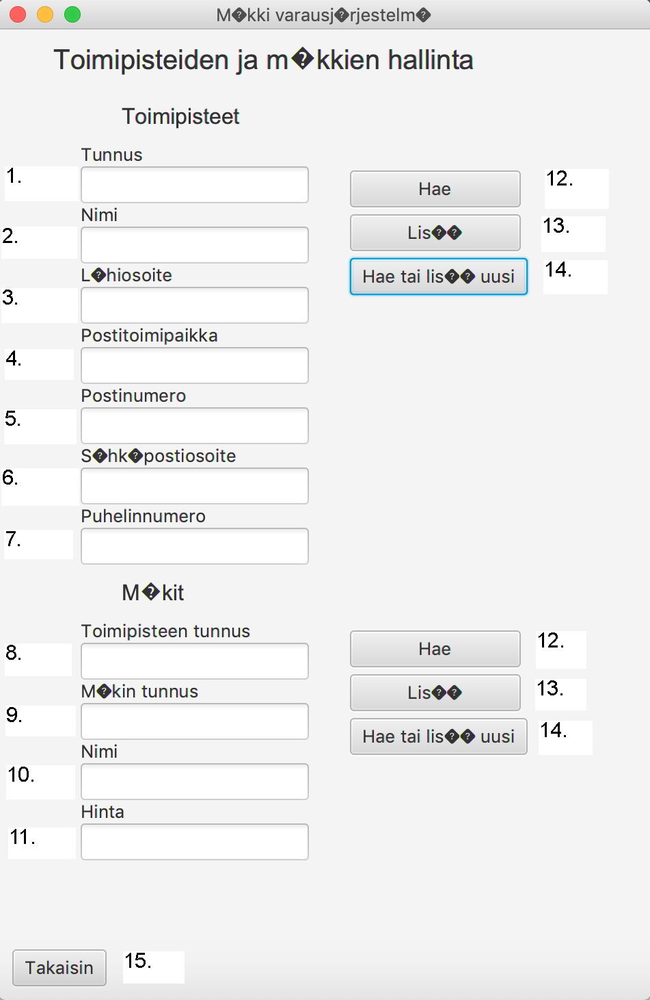 M�kki varausj�rjestelm�
Toimipisteiden ja m�kkien hallinta
Toimipisteet
Tunnus
1.
Hae
12.
Nimi
2.
Lis��
13.
L�hiosoite
3.
Hae tai lis�� uusi
14.
Postitoimipaikka
4.
Postinumero
5.
S�hk�postiosoite
6.
Puhelinnumero
7.
M�kit
Toimipisteen tunnus
8.
Hae
12.
M�kin tunnus
9.
Lis��
13.
Nimi
10.
Hae tai lis�� uusi
14.
Hinta
11.
Takaisin
15.